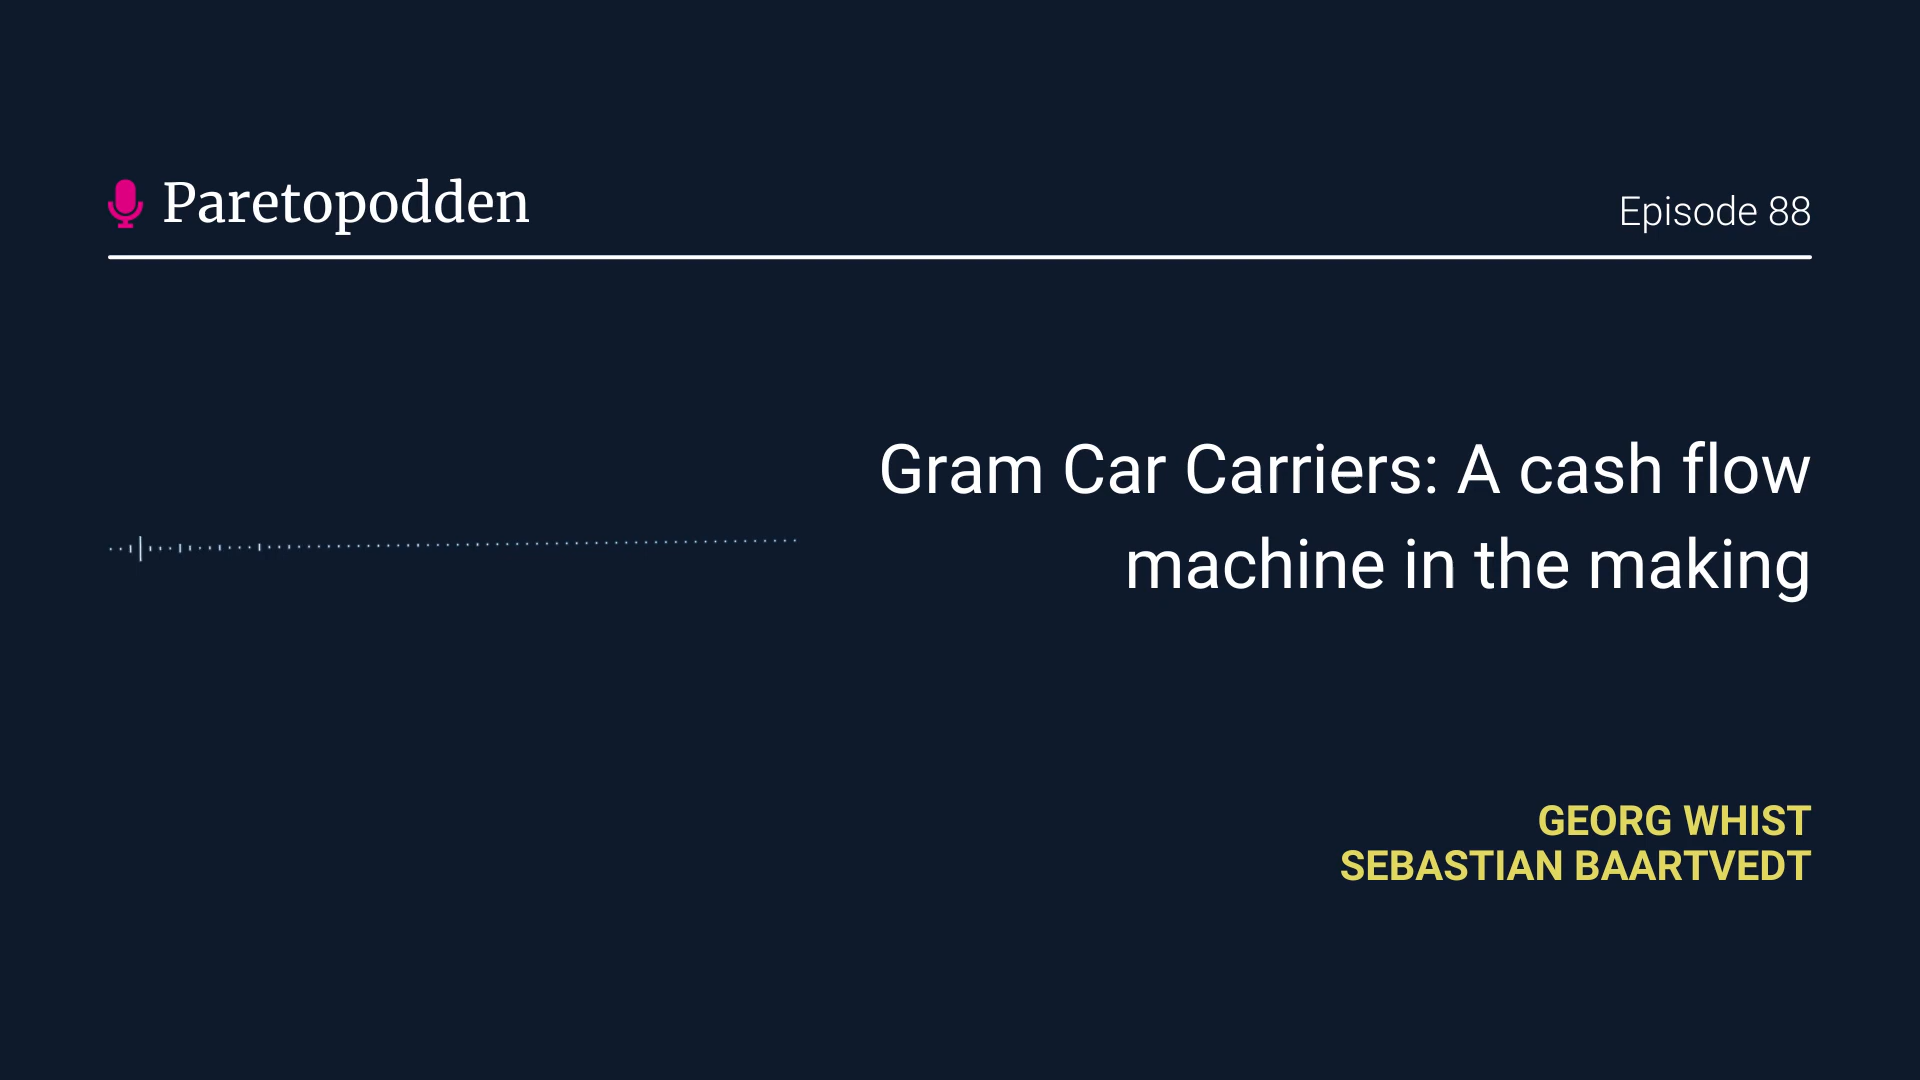 Paretopodden
Episode 88
Gram Car Carriers: A cash flow
machine in the making
GEORG WHIST
SEBASTIAN BAARTVEDT